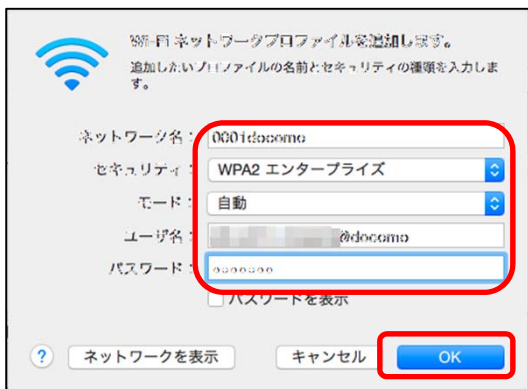 Wi-Fi ネットワークプロファイルを追加します。
追加したいプロファイルの名前とセキュリティの種類を入力しま
す。
ネットワーク名： 0001docomo
セキュリティ： WPA2 エンタープライズ
モード： 自動
ユーザ名： @docomo
パスワード：
パスワードを表示
? ネットワークを表示 キャンセル OK